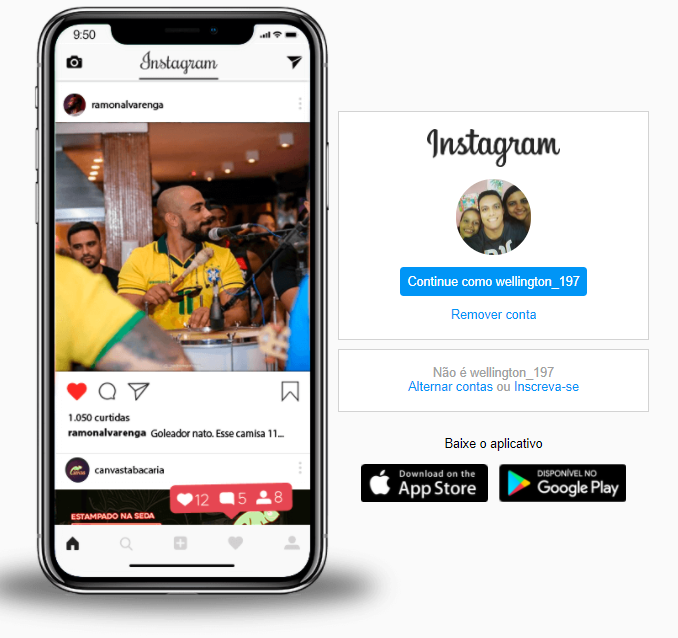 9:50
Instagram
ramonalvarenga
1.050 curtidas
ramonalvarenga Goleador nato. Esse camisa 11...
canvastabacaria
ESTAMPADO NA SEDA
12 5 8
Instagram
Continue como wellington_197
Remover conta
Não é wellington_197
Alternar contas ou Inscreva-se
Baixe o aplicativo
Download on the
App Store
DISPONÍVEL NO
Google Play